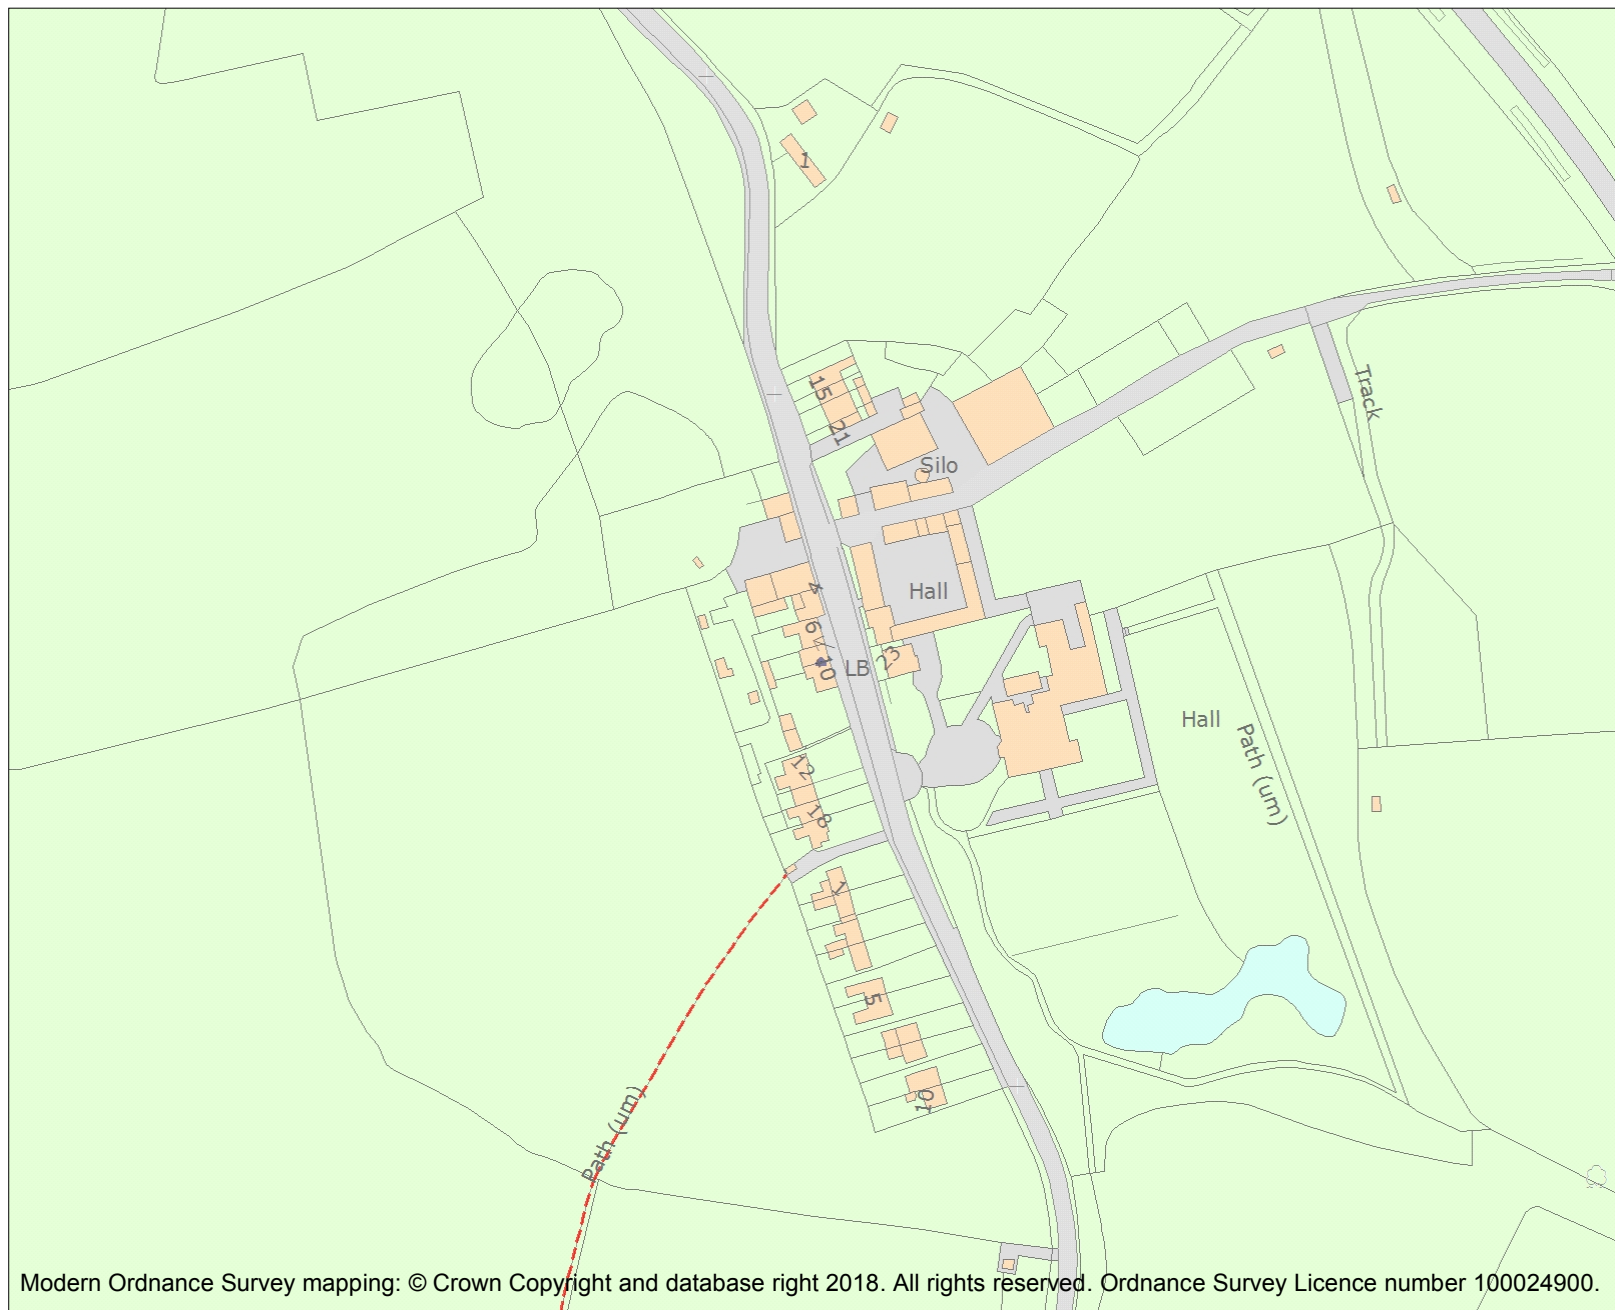 1
15
21
Track
Silo
Hall
4
6
10
LB
23
Hall
Path (um)
12
18
1
5
10
Path (um)
Modern Ordnance Survey mapping: © Crown Copyright and database right 2018. All rights reserved. Ordnance Survey Licence number 100024900.